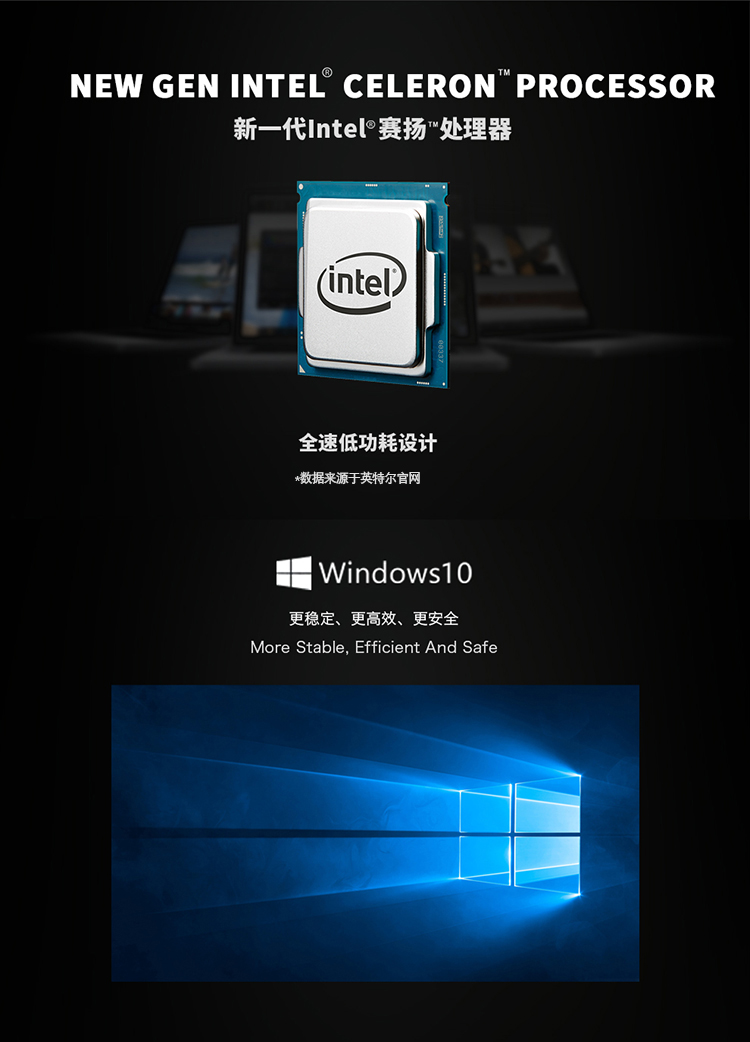 NEW GEN INTEL® CELERON™ PROCESSOR
新一代Intel®赛扬™处理器
intel®
全速低功耗设计
*数据来源于英特尔官网
Windows10
更稳定、更高效、更安全
More Stable, Efficient And Safe